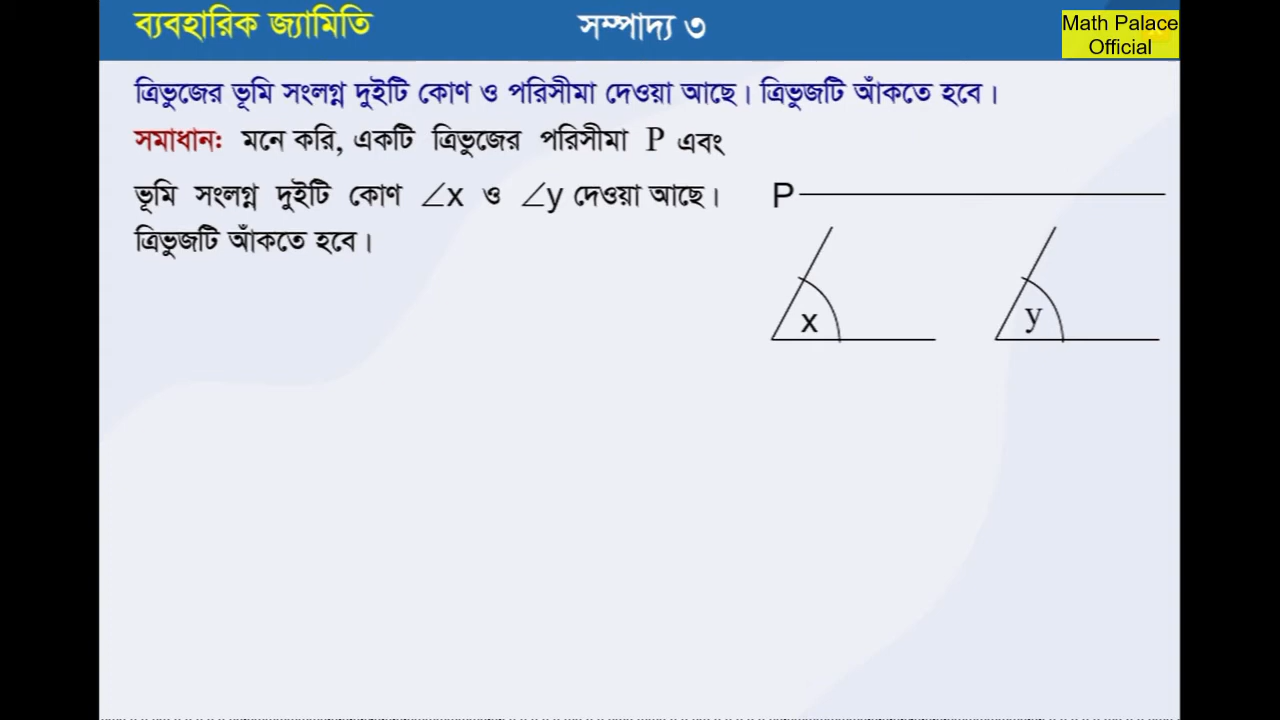 ব্যবহারিক জ্যামিতি
সম্পাদ্য ৩
Math Palace
Official
ত্রিভুজের ভূমি সংলগ্ন দুইটি কোণ ও পরিসীমা দেওয়া আছে। ত্রিভুজটি আঁকতে হবে।
সমাধান: মনে করি, একটি ত্রিভুজের পরিসীমা P এবং
ভূমি সংলগ্ন দুইটি কোণ ∠x ও ∠y দেওয়া আছে।
ত্রিভুজটি আঁকতে হবে।
P
x
y